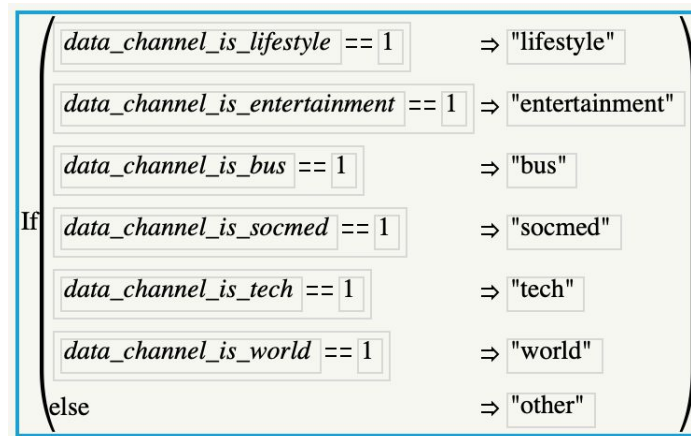 data_channel_is_lifestyle == 1 ⇒ "lifestyle"
data_channel_is_entertainment == 1 ⇒ "entertainment"
data_channel_is_bus == 1 ⇒ "bus"
If data_channel_is_socmed == 1 ⇒ "socmed"
data_channel_is_tech == 1 ⇒ "tech"
data_channel_is_world == 1 ⇒ "world"
else ⇒ "other"